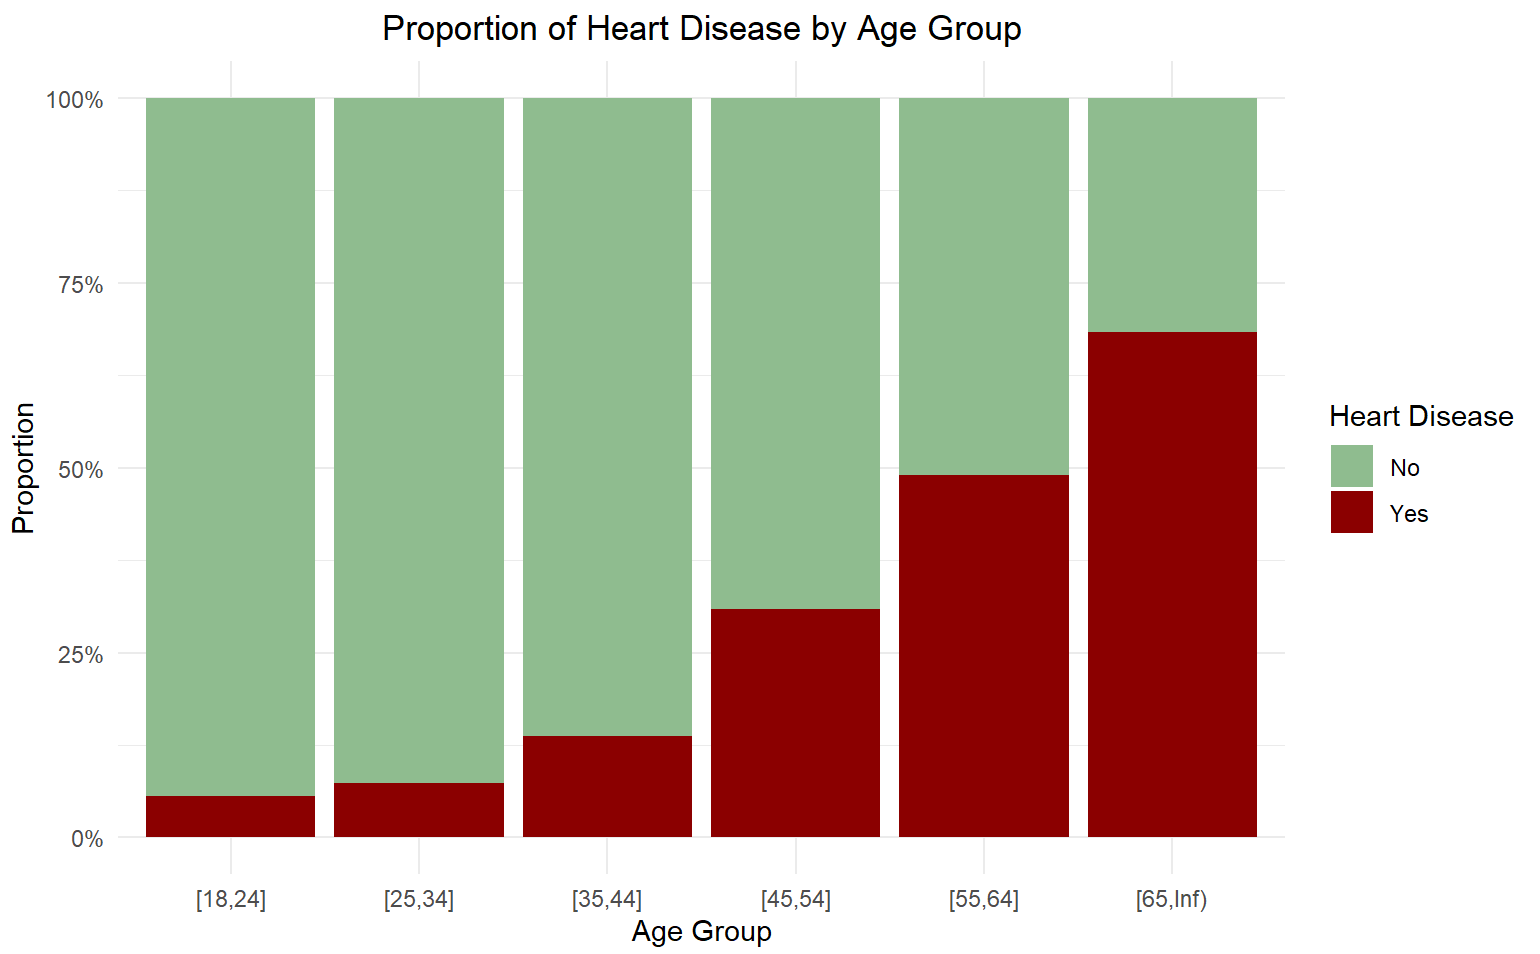 Proportion of Heart Disease by Age Group
100%
75%
50%
25%
0%
Proportion
[18,24] [25,34] [35,44] [45,54] [55,64] [65,Inf)
Age Group
Heart Disease
No
Yes